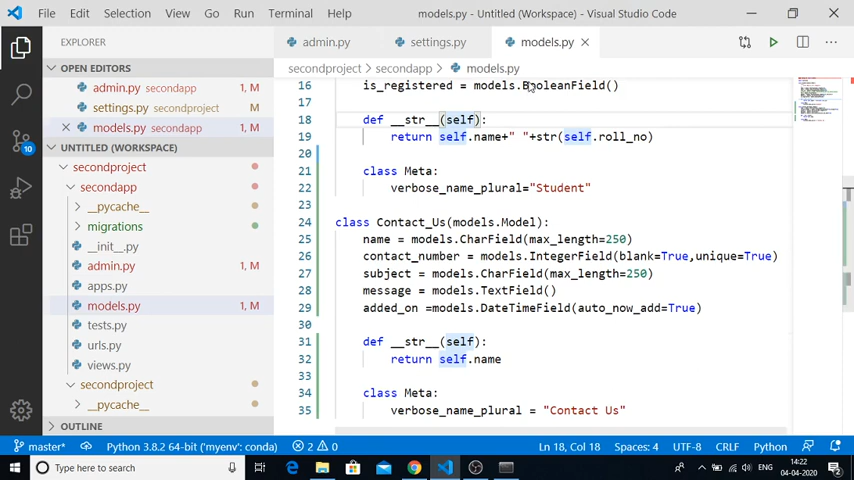 File Edit Selection View Go Run Terminal Help models.py - Untitled (Workspace) - Visual Studio Code
EXPLORER
admin.py settings.py models.py
OPEN EDITORS
admin.py secondapp 1, M
settings.py secondproject M
models.py secondapp 1, M
UNTITLED (WORKSPACE)
secondproject
secondapp
__pycache__
migrations
__init__.py
admin.py 1, M
apps.py
models.py 1, M
tests.py
urls.py
views.py
secondproject
__pycache__
OUTLINE
10
secondproject > secondapp > models.py
16 is_registered = models.BooleanField()
17
18 def __str__(self):
19 return self.name+" "+str(self.roll_no)
20
21 class Meta:
22 verbose_name_plural="Student"
23
24 class Contact_Us(models.Model):
25 name = models.CharField(max_length=250)
26 contact_number = models.IntegerField(blank=True,unique=True)
27 subject = models.CharField(max_length=250)
28 message = models.TextField()
29 added_on =models.DateTimeField(auto_now_add=True)
30
31 def __str__(self):
32 return self.name
33
34 class Meta:
35 verbose_name_plural = "Contact Us"
master* Python 3.8.2 64-bit ('myenv': conda) 2 0 Ln 18, Col 18 Spaces: 4 UTF-8 CRLF Python
Type here to search
ENG
14:22
04-04-2020